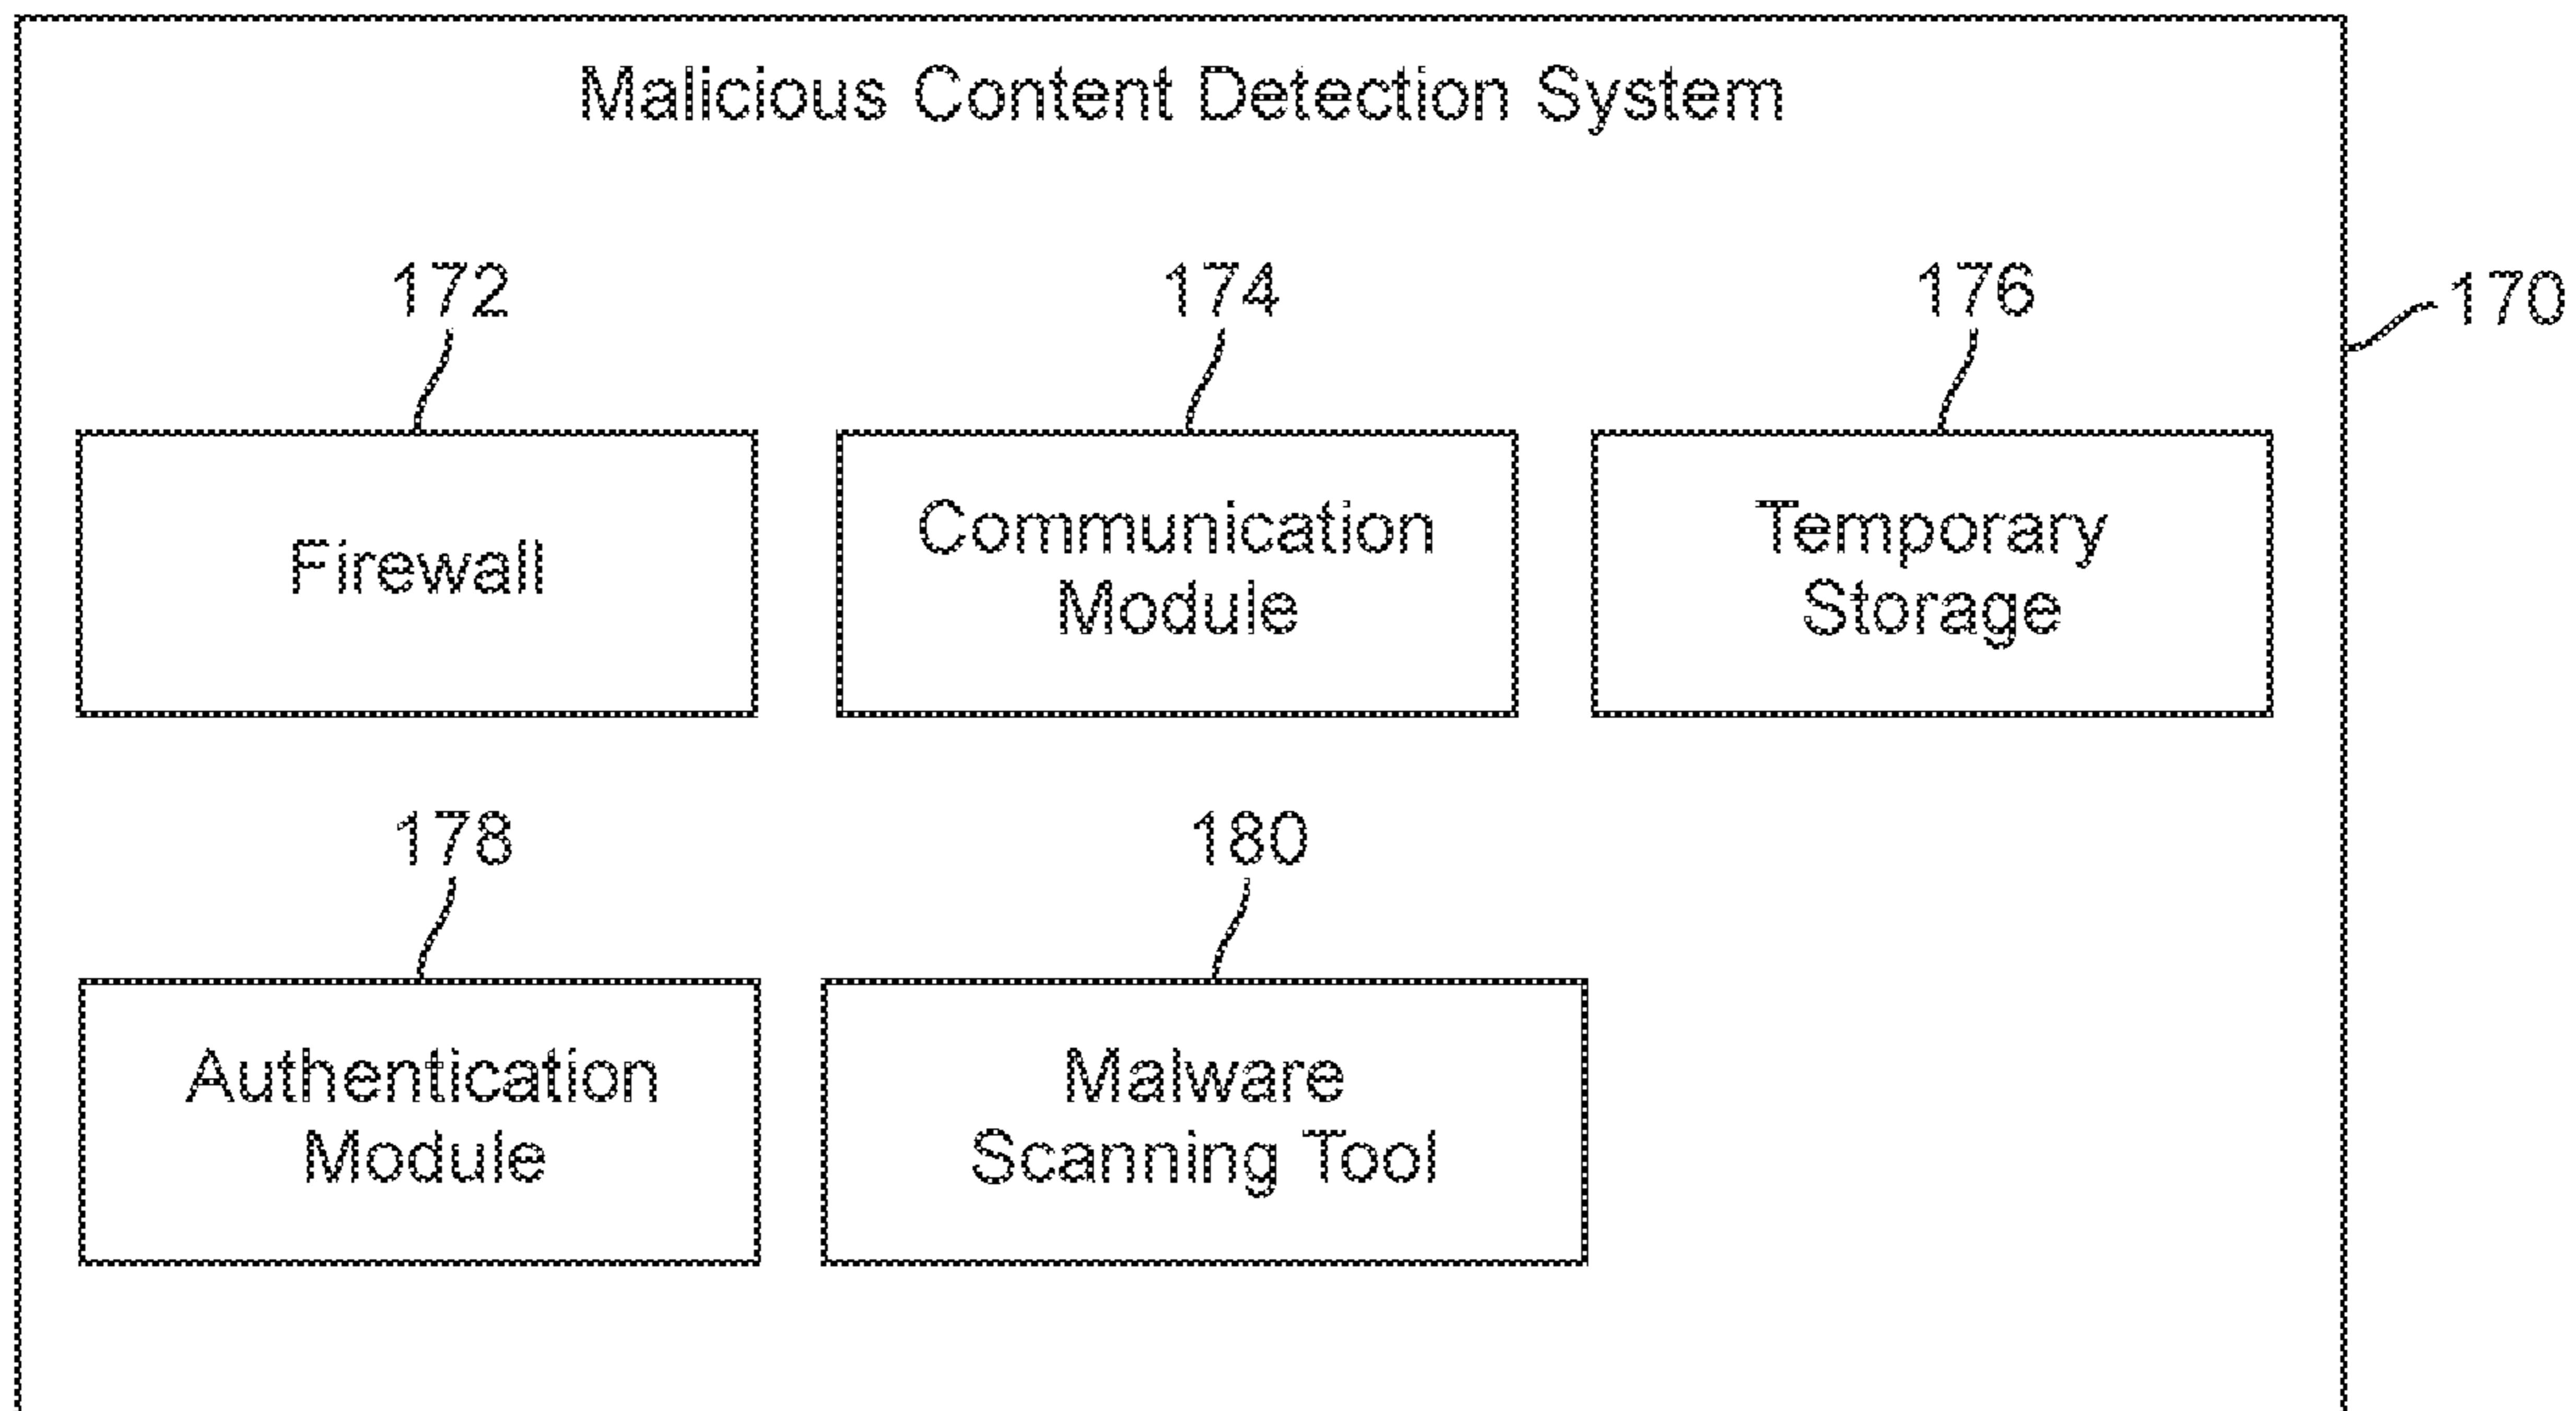 Malicious Content Detection System
172
174
176
170
Firewall
Communication
Module
Temporary
Storage
178
180
Authentication
Module
Malware
Scanning Tool